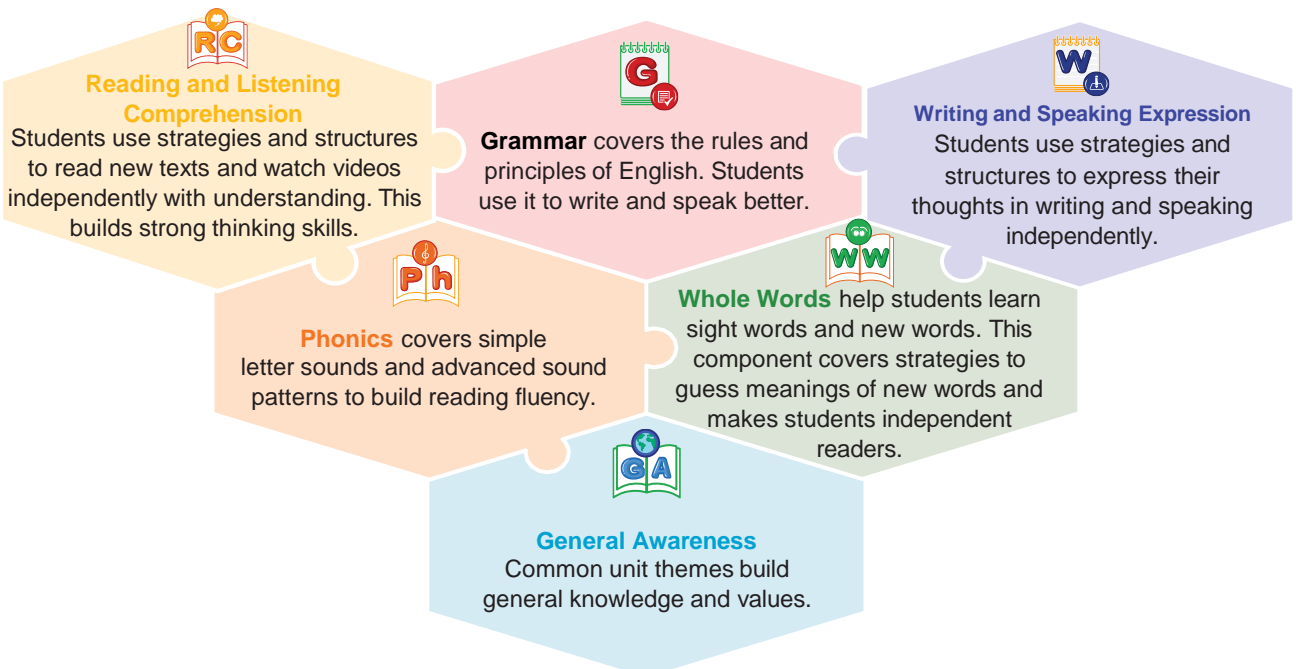 RC
Reading and Listening
Comprehension
Students use strategies and structures
to read new texts and watch videos
independently with understanding. This
builds strong thinking skills.
G
Grammar covers the rules and
principles of English. Students
use it to write and speak better.
W
Writing and Speaking Expression
Students use strategies and
structures to express their
thoughts in writing and speaking
independently.
Ph
Phonics covers simple
letter sounds and advanced sound
patterns to build reading fluency.
WW
Whole Words help students learn
sight words and new words. This
component covers strategies to
guess meanings of new words and
makes students independent
readers.
GA
General Awareness
Common unit themes build
general knowledge and values.